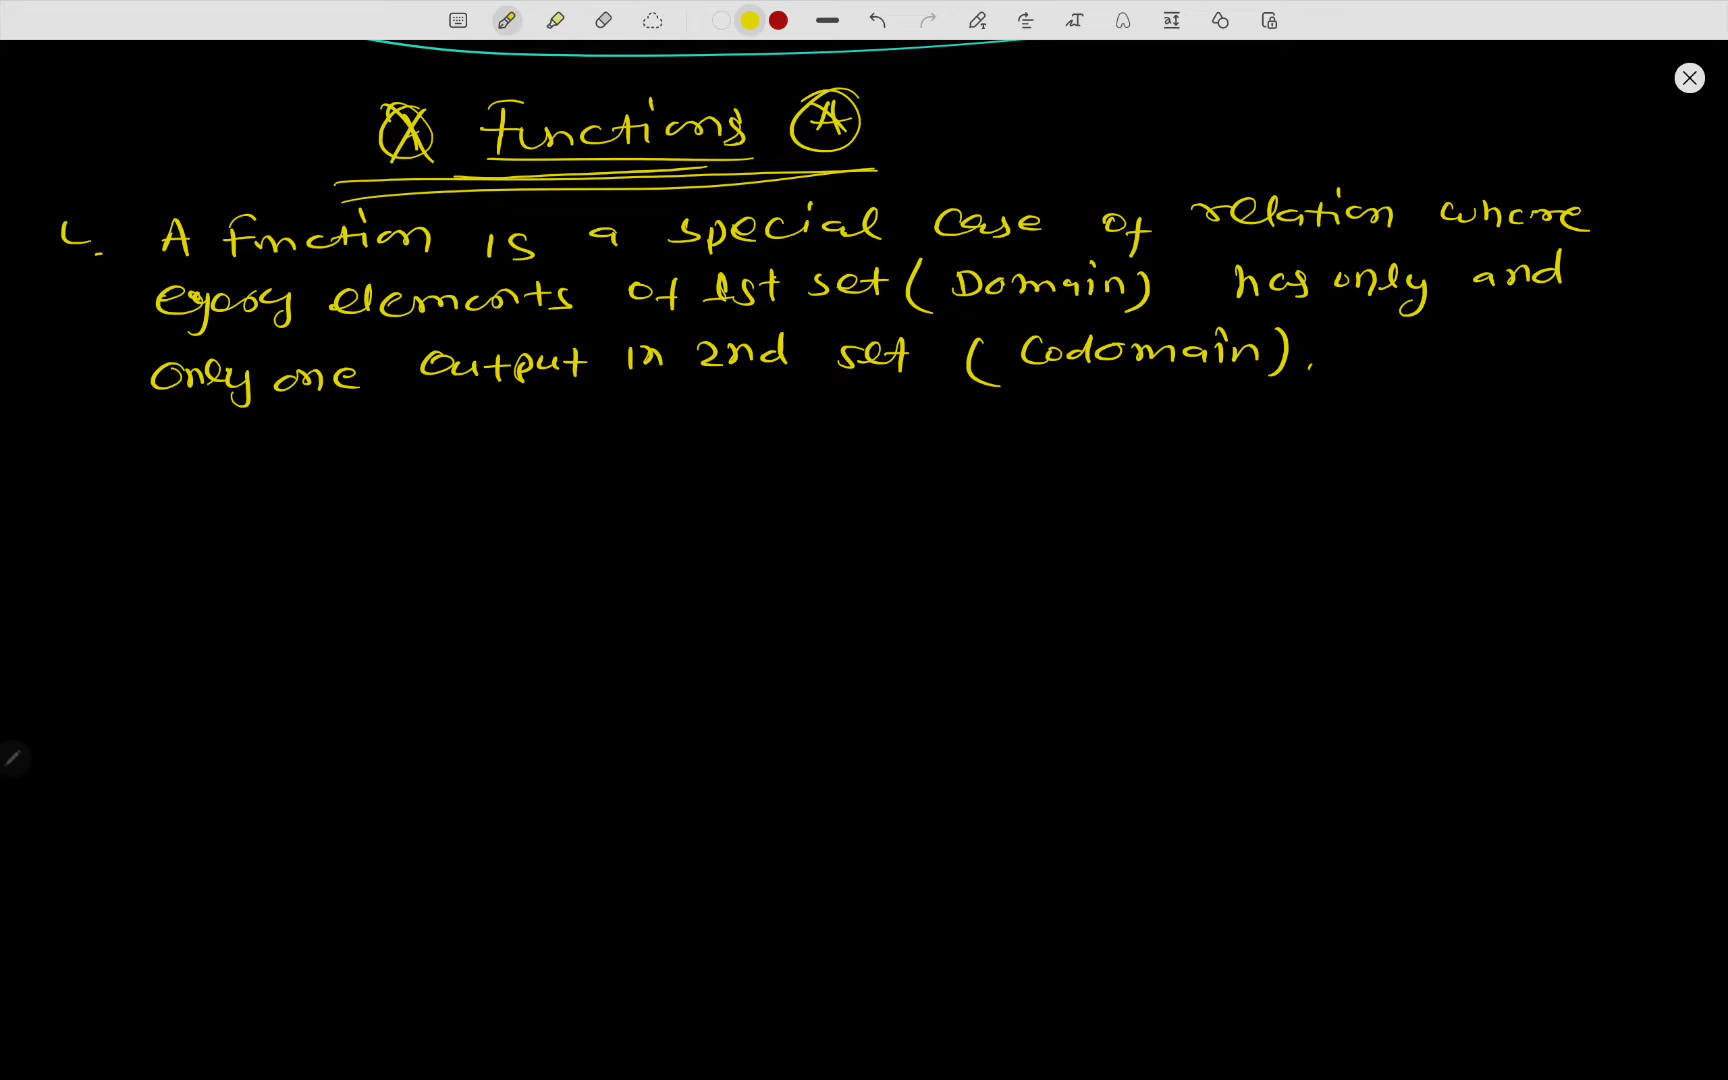 Functions
A function is a special case of relation where
every elements of 1st set (Domain) has only and
only one output in 2nd set (Codomain).